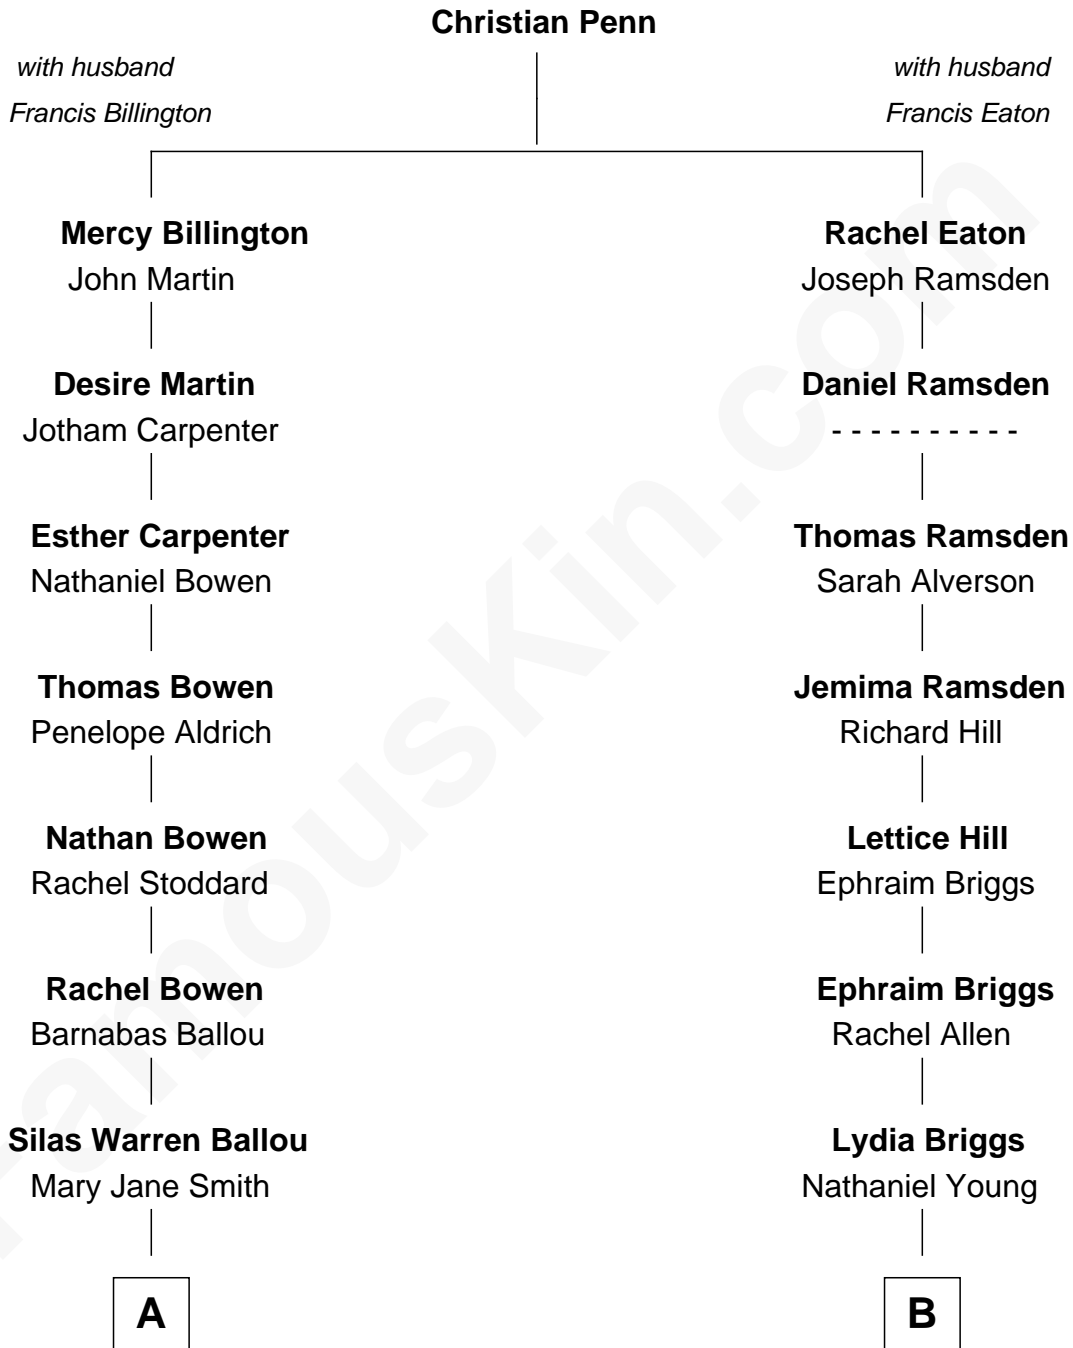 Christian Penn
with husband
Francis Billington
with husband
Francis Eaton
Mercy Billington
John Martin
Rachel Eaton
Joseph Ramsden
Desire Martin
Jotham Carpenter
Daniel Ramsden
- - - - - - - - - -
Esther Carpenter
Nathaniel Bowen
Thomas Ramsden
Sarah Alverson
Thomas Bowen
Penelope Aldrich
Jemima Ramsden
Richard Hill
Nathan Bowen
Rachel Stoddard
Lettice Hill
Ephraim Briggs
Rachel Bowen
Barnabas Ballou
Ephraim Briggs
Rachel Allen
Silas Warren Ballou
Mary Jane Smith
Lydia Briggs
Nathaniel Young
A
B
FamousKin.com